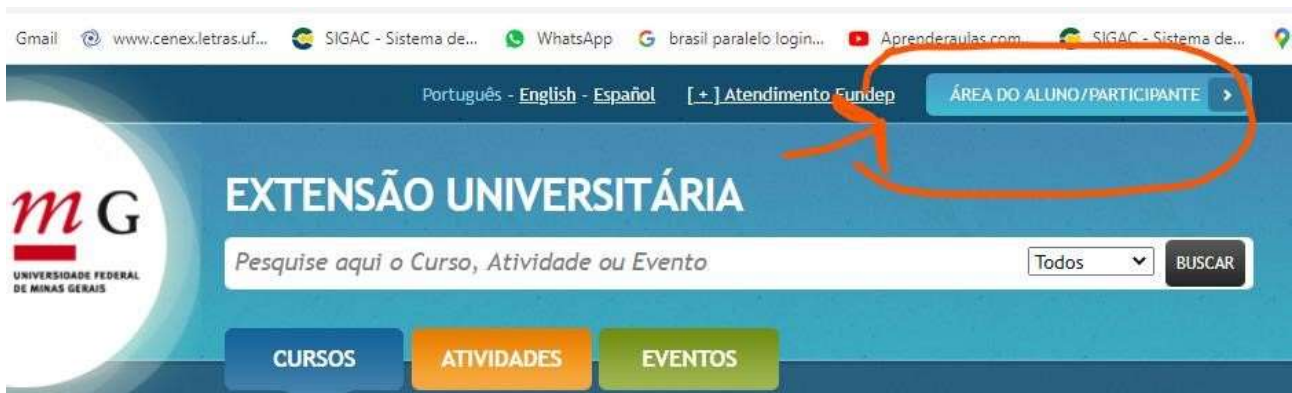 Gmail www.cenex.letras.uf... SIGAC - Sistema de... WhatsApp brasil paralelo login... Aprenderaulas.com... SIGAC - Sistema de...
Português - English - Español [ + ] Atendimento Fundep ÁREA DO ALUNO/PARTICIPANTE >
m G
UNIVERSIDADE FEDERAL
DE MINAS GERAIS
EXTENSÃO UNIVERSITÁRIA
Pesquise aqui o Curso, Atividade ou Evento Todos BUSCAR
CURSOS ATIVIDADES EVENTOS